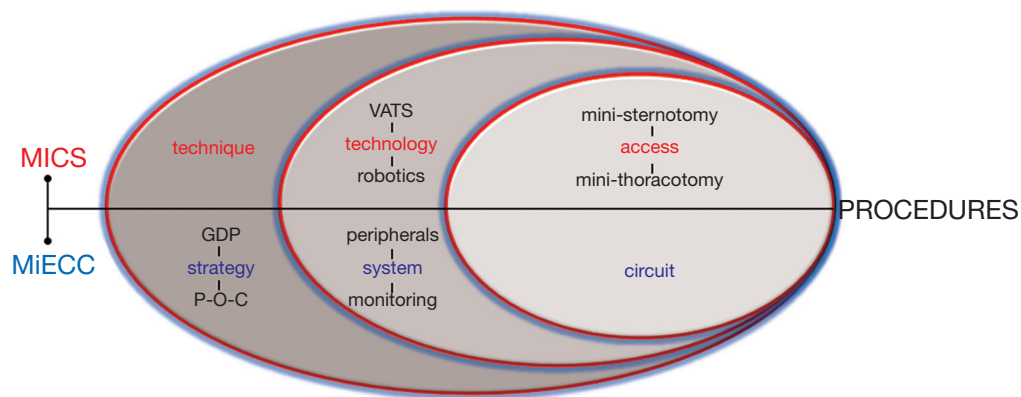 VATS
mini-sternotomy
technique
technology
access
MICS
robotics
mini-thoracotomy
PROCEDURES
GDP
peripherals
MiECC
strategy
system
circuit
P-O-C
monitoring